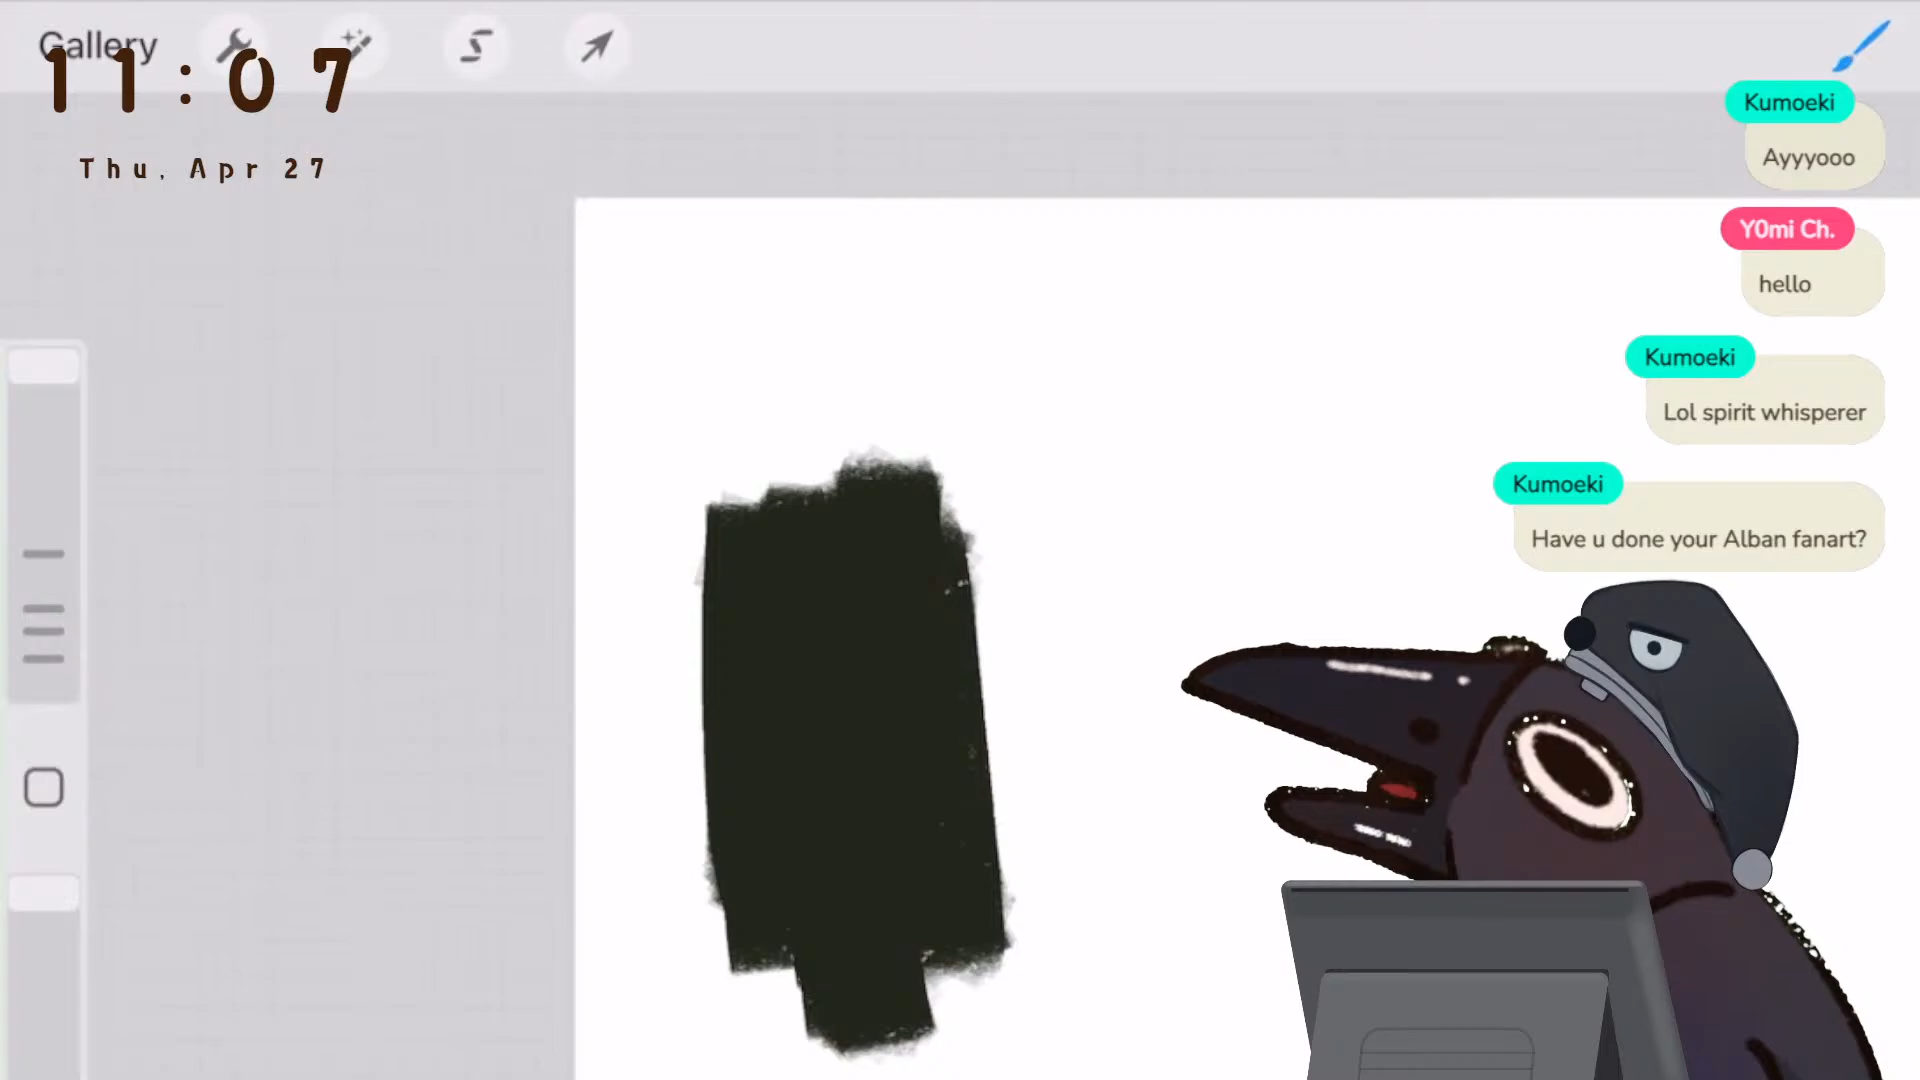 Gallery
11:07
Thu, Apr 27
Kumoeki
Ayyyooo
Y0mi Ch.
hello
Kumoeki
Lol spirit whisperer
Kumoeki
Have u done your Alban fanart?